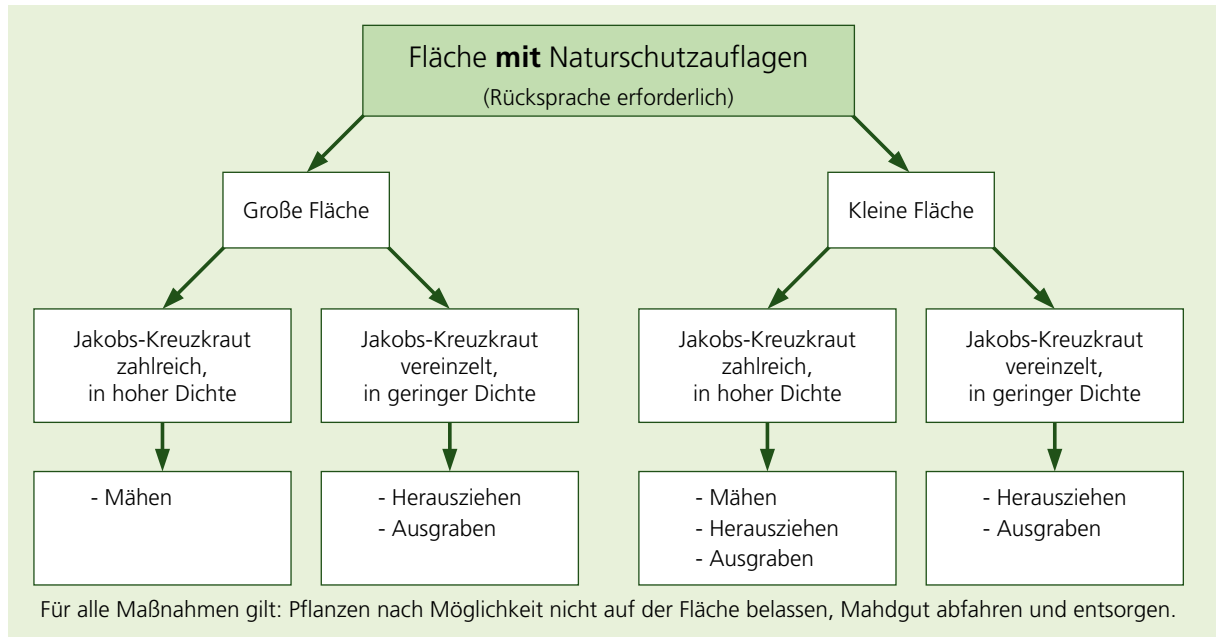 Fläche mit Naturschutzauflagen
(Rücksprache erforderlich)
Große Fläche
Kleine Fläche
Jakobs-Kreuzkraut
zahlreich,
in hoher Dichte
Jakobs-Kreuzkraut
vereinzelt,
in geringer Dichte
Jakobs-Kreuzkraut
zahlreich,
in hoher Dichte
Jakobs-Kreuzkraut
vereinzelt,
in geringer Dichte
- Mähen
- Herausziehen
- Ausgraben
- Mähen
- Herausziehen
- Ausgraben
- Herausziehen
- Ausgraben
Für alle Maßnahmen gilt: Pflanzen nach Möglichkeit nicht auf der Fläche belassen, Mahdgut abfahren und entsorgen.